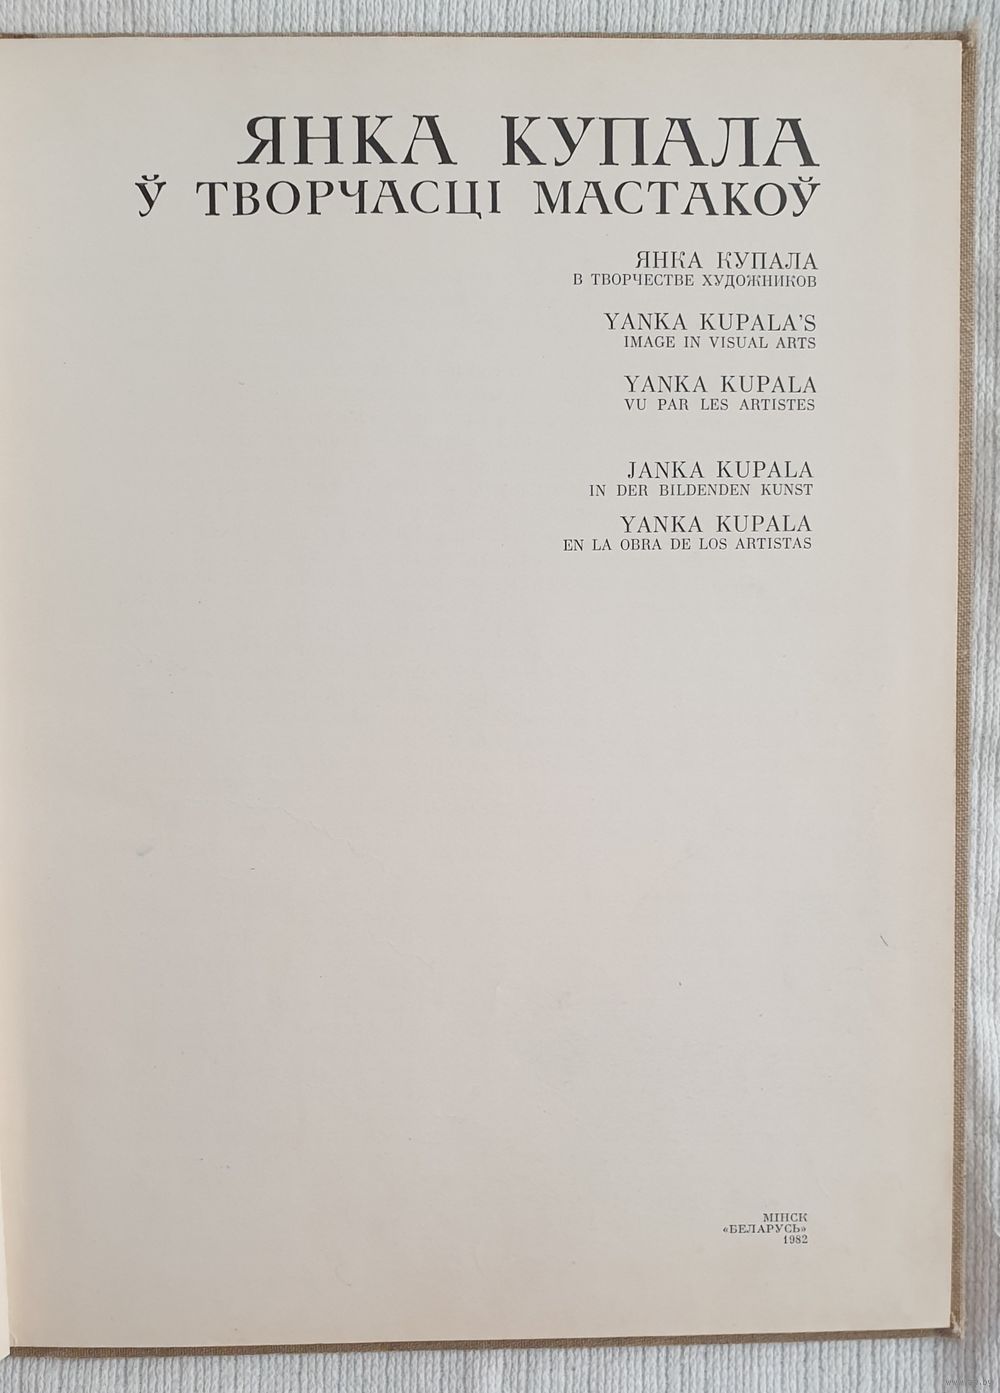 ЯНКА КУПАЛА
Ў ТВОРЧАСЦІ МАСТАКОЎ
ЯНКА КУПАЛА
В ТВОРЧЕСТВЕ ХУДОЖНИКОВ
YANKA KUPALA'S
IMAGE IN VISUAL ARTS
YANKA KUPALA
VU PAR LES ARTISTES
JANKA KUPALA
IN DER BILDENDEN KUNST
YANKA KUPALA
EN LA OBRA DE LOS ARTISTAS
МІНСК
«БЕЛАРУСЬ»
1982